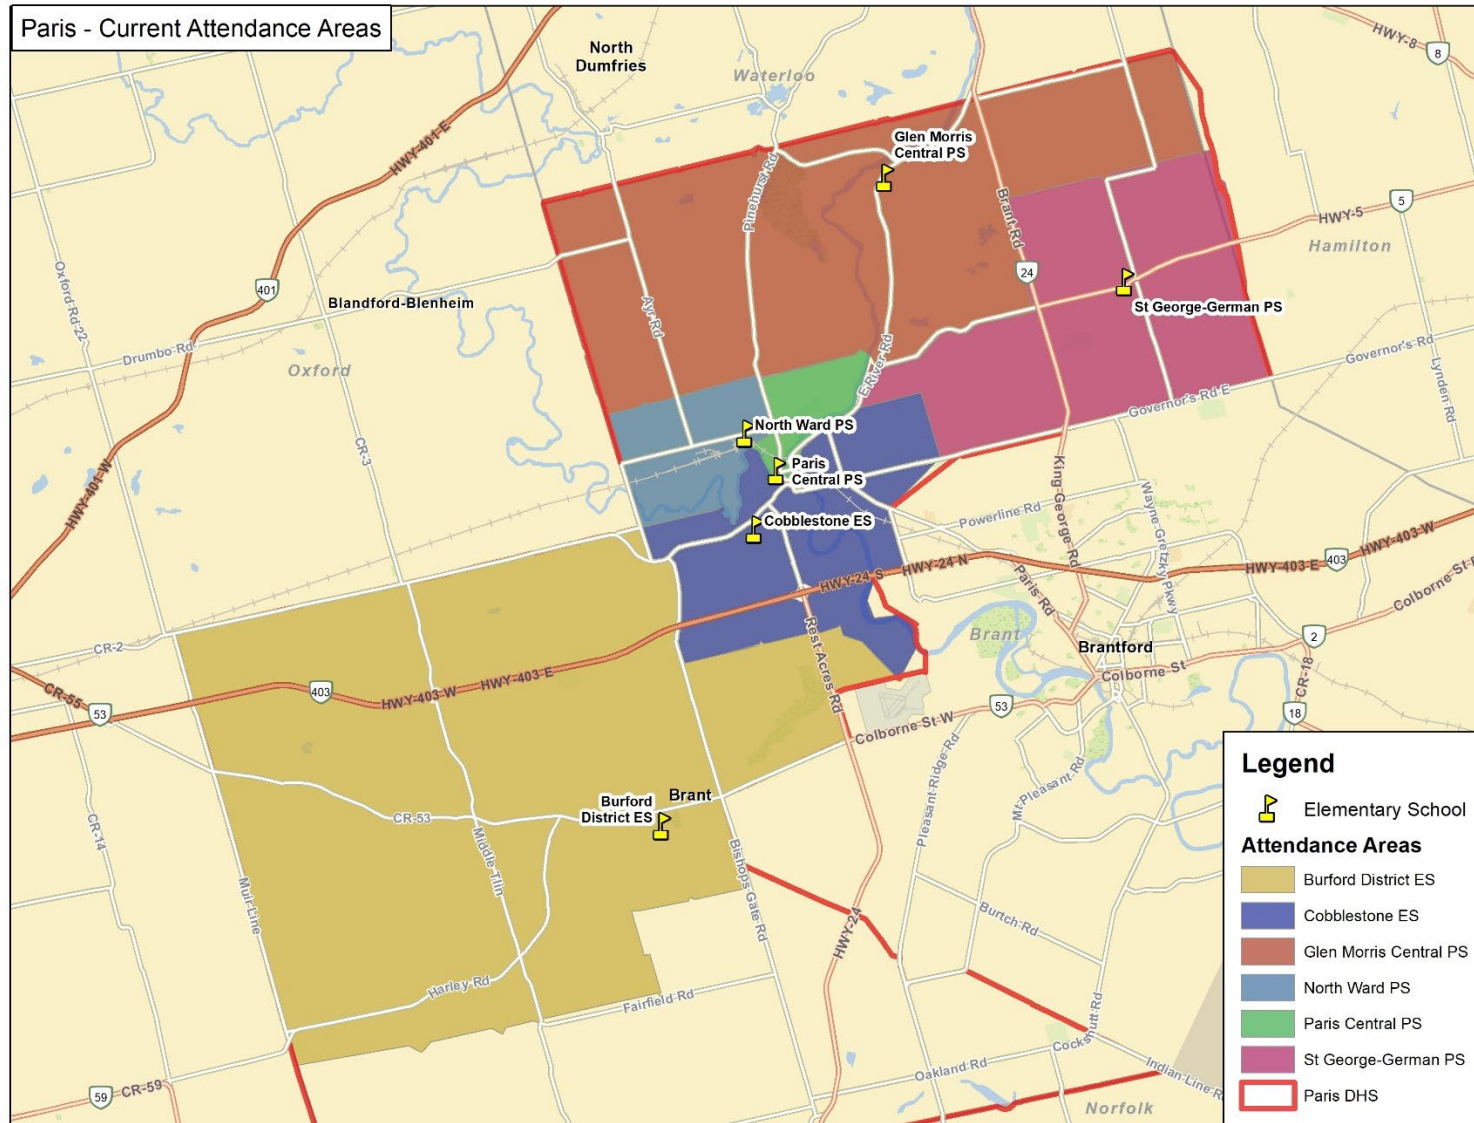 Paris - Current Attendance Areas
North
Dumfries
Waterloo
HWY-8
8
HWY-401 E
Glen Morris
Central PS
Pinehurst Rd
Brant Rd
HWY-5
5
Hamilton
Oxford Rd 22
401
24
Blandford-Blenheim
Ayr Rd
St George-German PS
Drumbo Rd
Oxford
E River Rd
Governor's Rd
Lynden Rd
Governor's Rd E
North Ward PS
CR-3
HWY-401 W
Paris
Central PS
King George Rd
Wayne Gretzky Pkwy
Cobblestone ES
Powerline Rd
HWY-403 W
HWY-24 S
HWY-24 N
HWY-403 E
403
Paris Rd
Colborne St E
Brant
Brantford
2
CR-2
Rest Acres Rd
Colborne St
CR-18
CR-55
53
403
HWY-403 W
HWY-403 E
53
18
Colborne St W
Pleasant Ridge Rd
Mt Pleasant Rd
Burford
District ES
Brant
CR-53
CR-14
Middle Tlin
Muir Line
Bishops Gate Rd
HWY-24
Burtch Rd
Harley Rd
Fairfield Rd
Cockshutt Rd
Oakland Rd
Indian Line R
CR-59
59
Norfolk
Legend
Elementary School
Attendance Areas
Burford District ES
Cobblestone ES
Glen Morris Central PS
North Ward PS
Paris Central PS
St George-German PS
Paris DHS